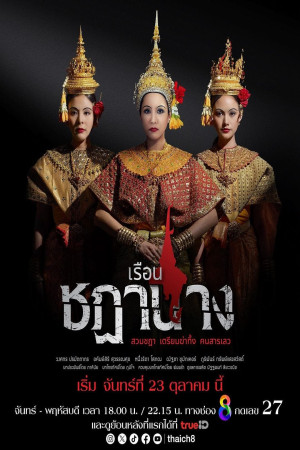 เรือน
ชฎานาง
สวมชฎา เตรียมฆ่าทิ้ง คนสารเลว
เริ่ม จันทร์ที่ 23 ตุลาคม นี้
จันทร์ - พฤหัสบดี เวลา 18.00 น. / 22.15 น. ทางช่อง 8 กดเลข 27
และดูย้อนหลังที่แรกได้ที่ trueID
thaich8